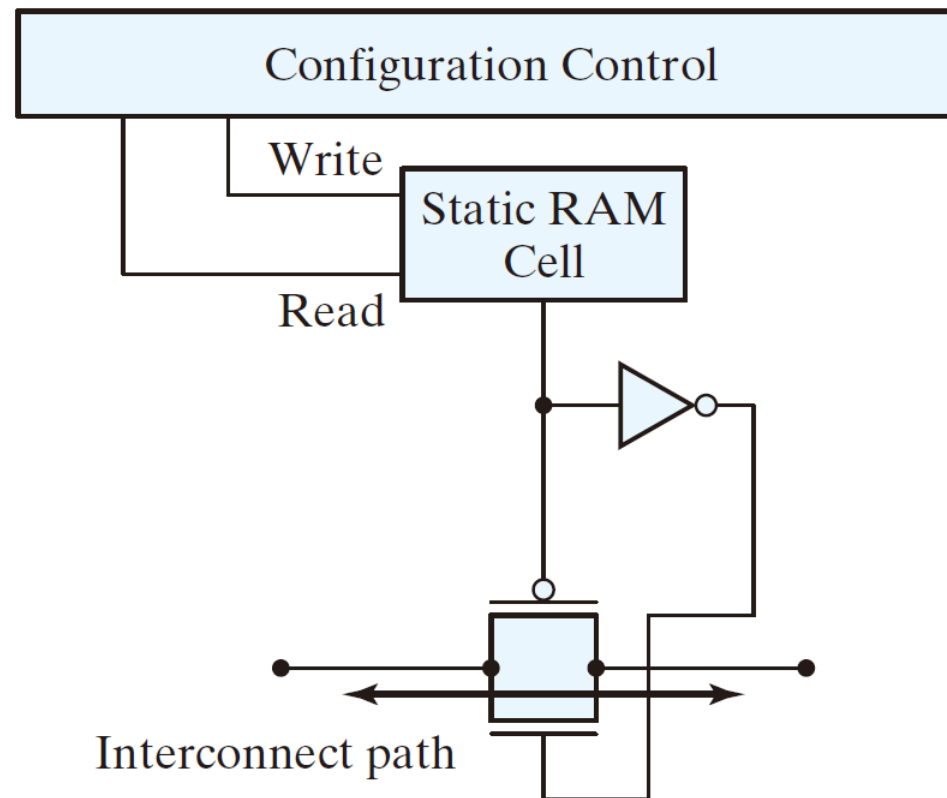 Configuration Control
Write
Static RAM
Cell
Read
Interconnect path